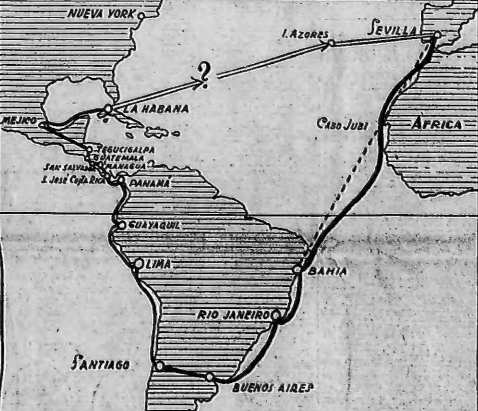 NUEVA YORK
I. AZORES
SEVILLA
?
LA HABANA
MEJICO
CABO JUBI
AFRICA
TEGUCIGALPA
GUATEMALA
MANAGUA
SAN SALVADOR
S. JOSÉ COSTA RICA
PANAMÁ
GUAYAQUIL
LIMA
BAHIA
RIO JANEIRO
SANTIAGO
BUENOS AIRES